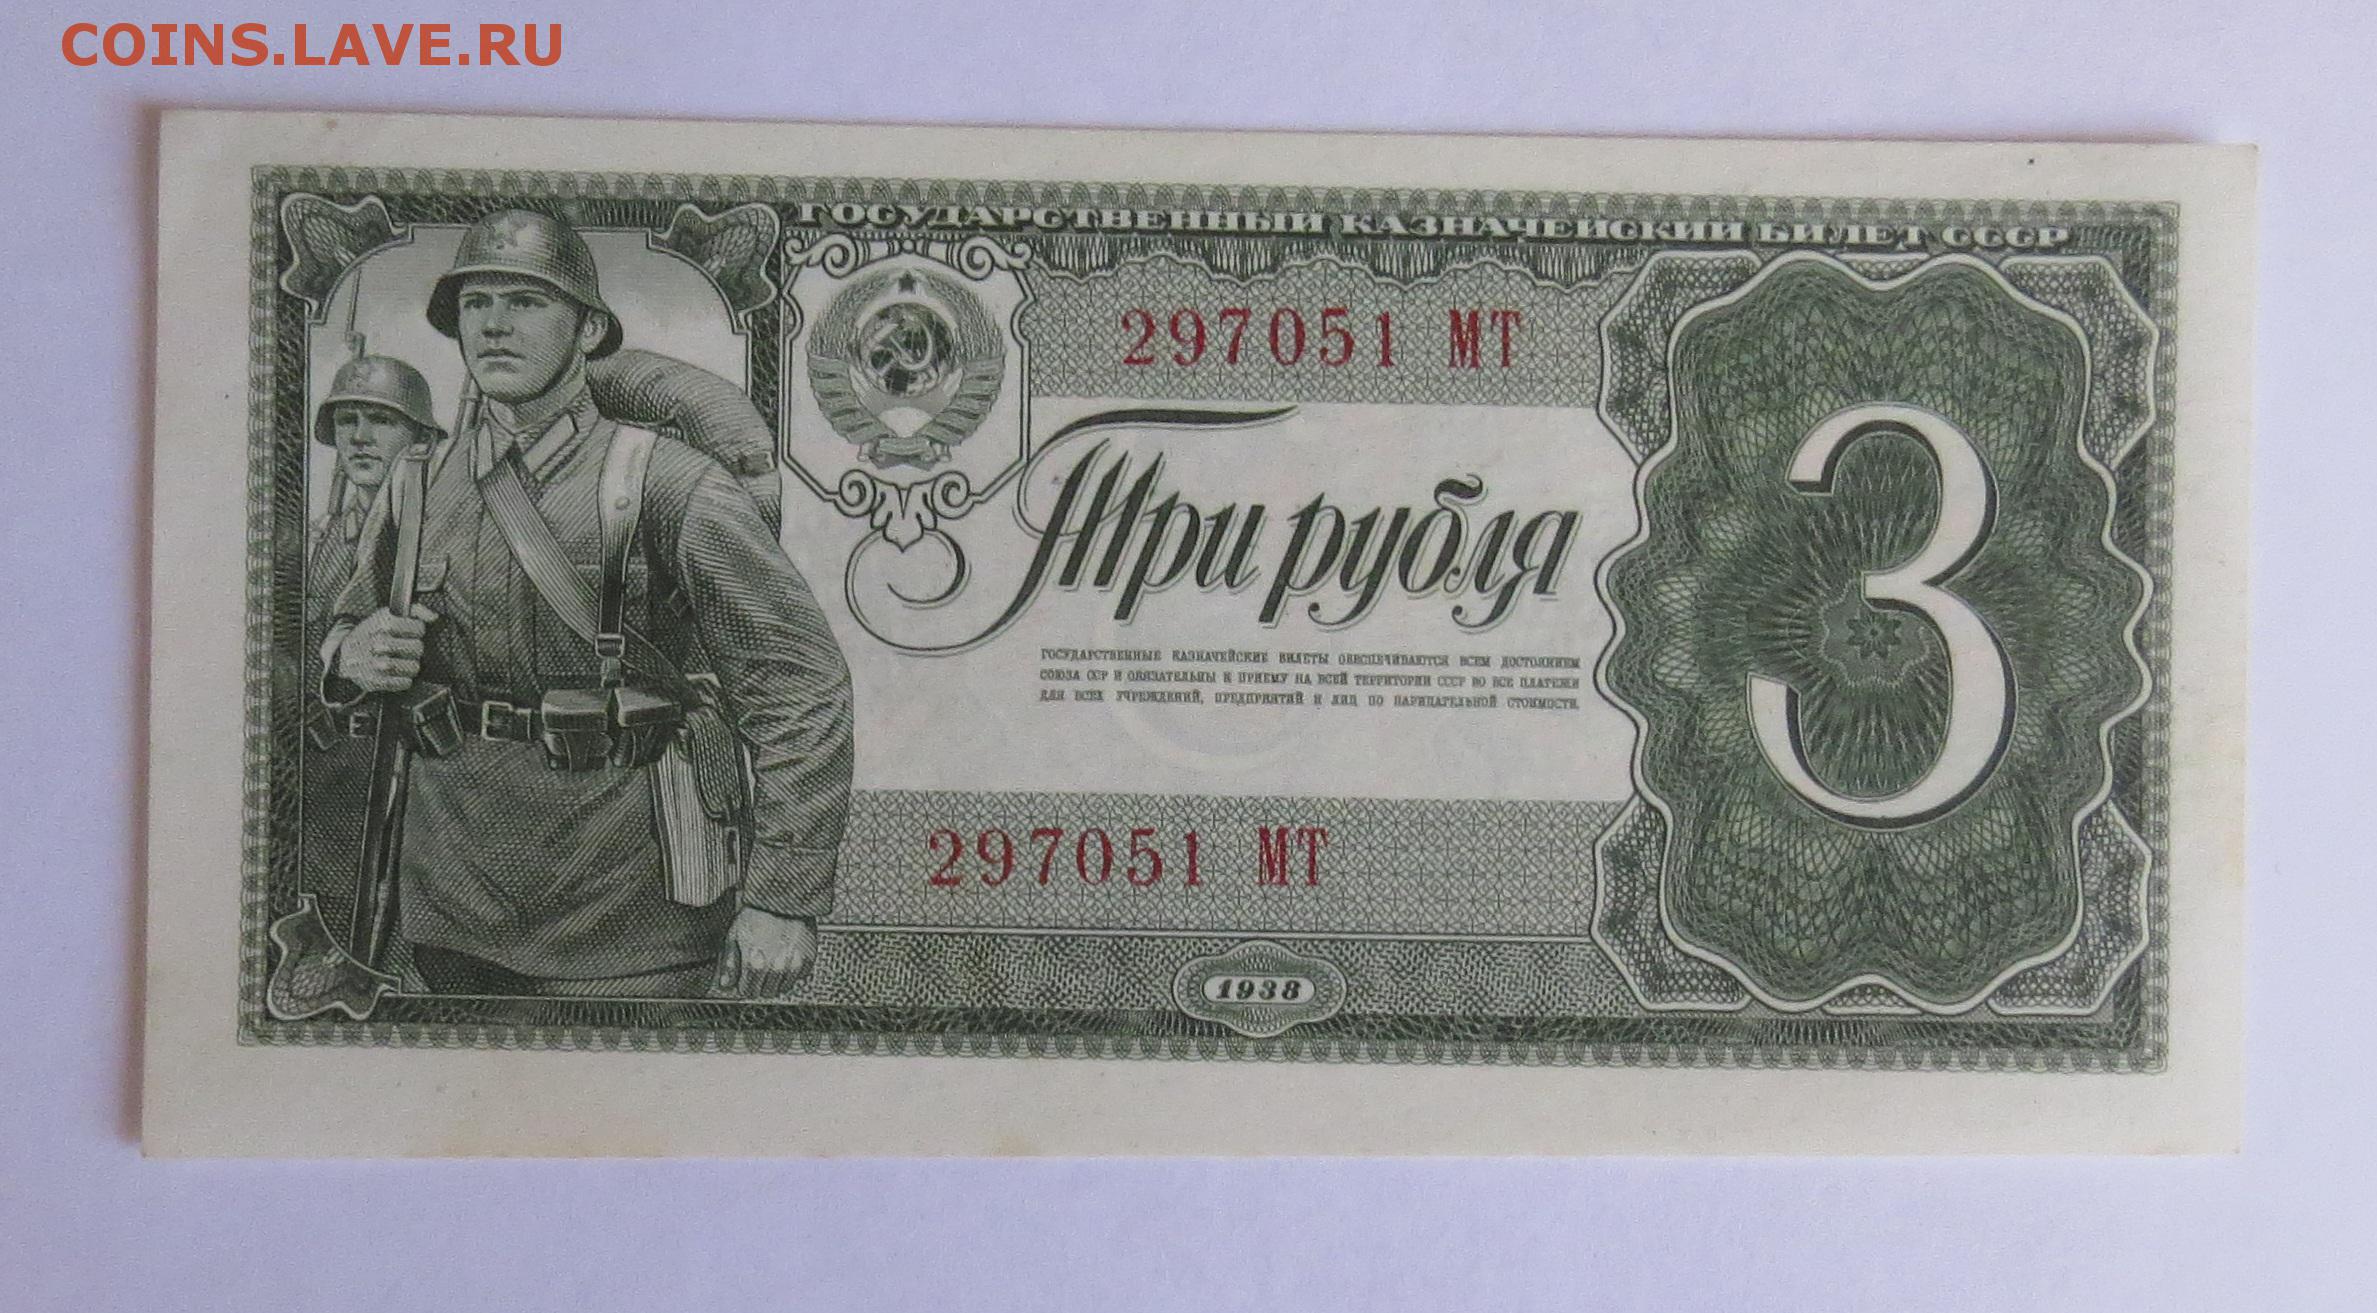 COINS.LAVE.RU
ГОСУДАРСТВЕННЫЙ КАЗНАЧЕЙСКИЙ БИЛЕТ СССР
297051 МТ
Три рубля
3
ГОСУДАРСТВЕННЫЕ КАЗНАЧЕЙСКИЕ БИЛЕТЫ ОБЕСПЕЧИВАЮТСЯ ВСЕМ ДОСТОЯНИЕМ
СОЮЗА ССР И ОБЯЗАТЕЛЬНЫ К ПРИЕМУ НА ВСЕЙ ТЕРРИТОРИИ СССР ВО ВСЕ ПЛАТЕЖИ
ДЛЯ ВСЕХ УЧРЕЖДЕНИЙ, ПРЕДПРИЯТИЙ И ЛИЦ ПО НАРИЦАТЕЛЬНОЙ СТОИМОСТИ.
297051 МТ
1938